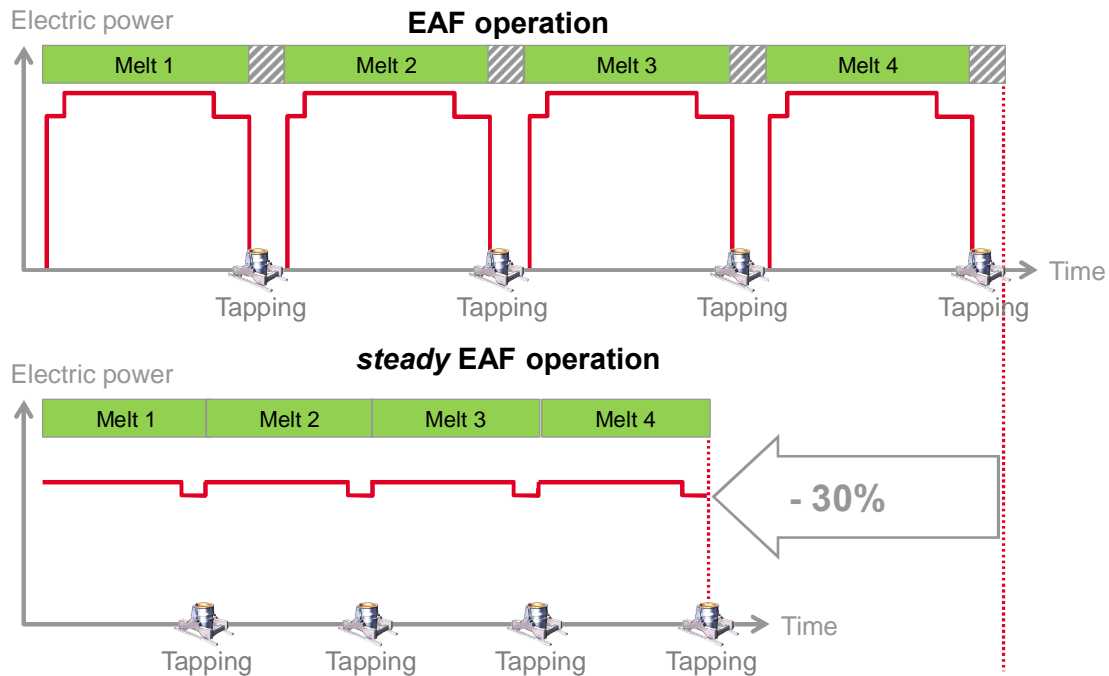 EAF operation
Electric power
Melt 1
Melt 2
Melt 3
Melt 4
Time
Tapping
Tapping
Tapping
Tapping
steady EAF operation
Electric power
Melt 1
Melt 2
Melt 3
Melt 4
- 30%
Time
Tapping
Tapping
Tapping
Tapping